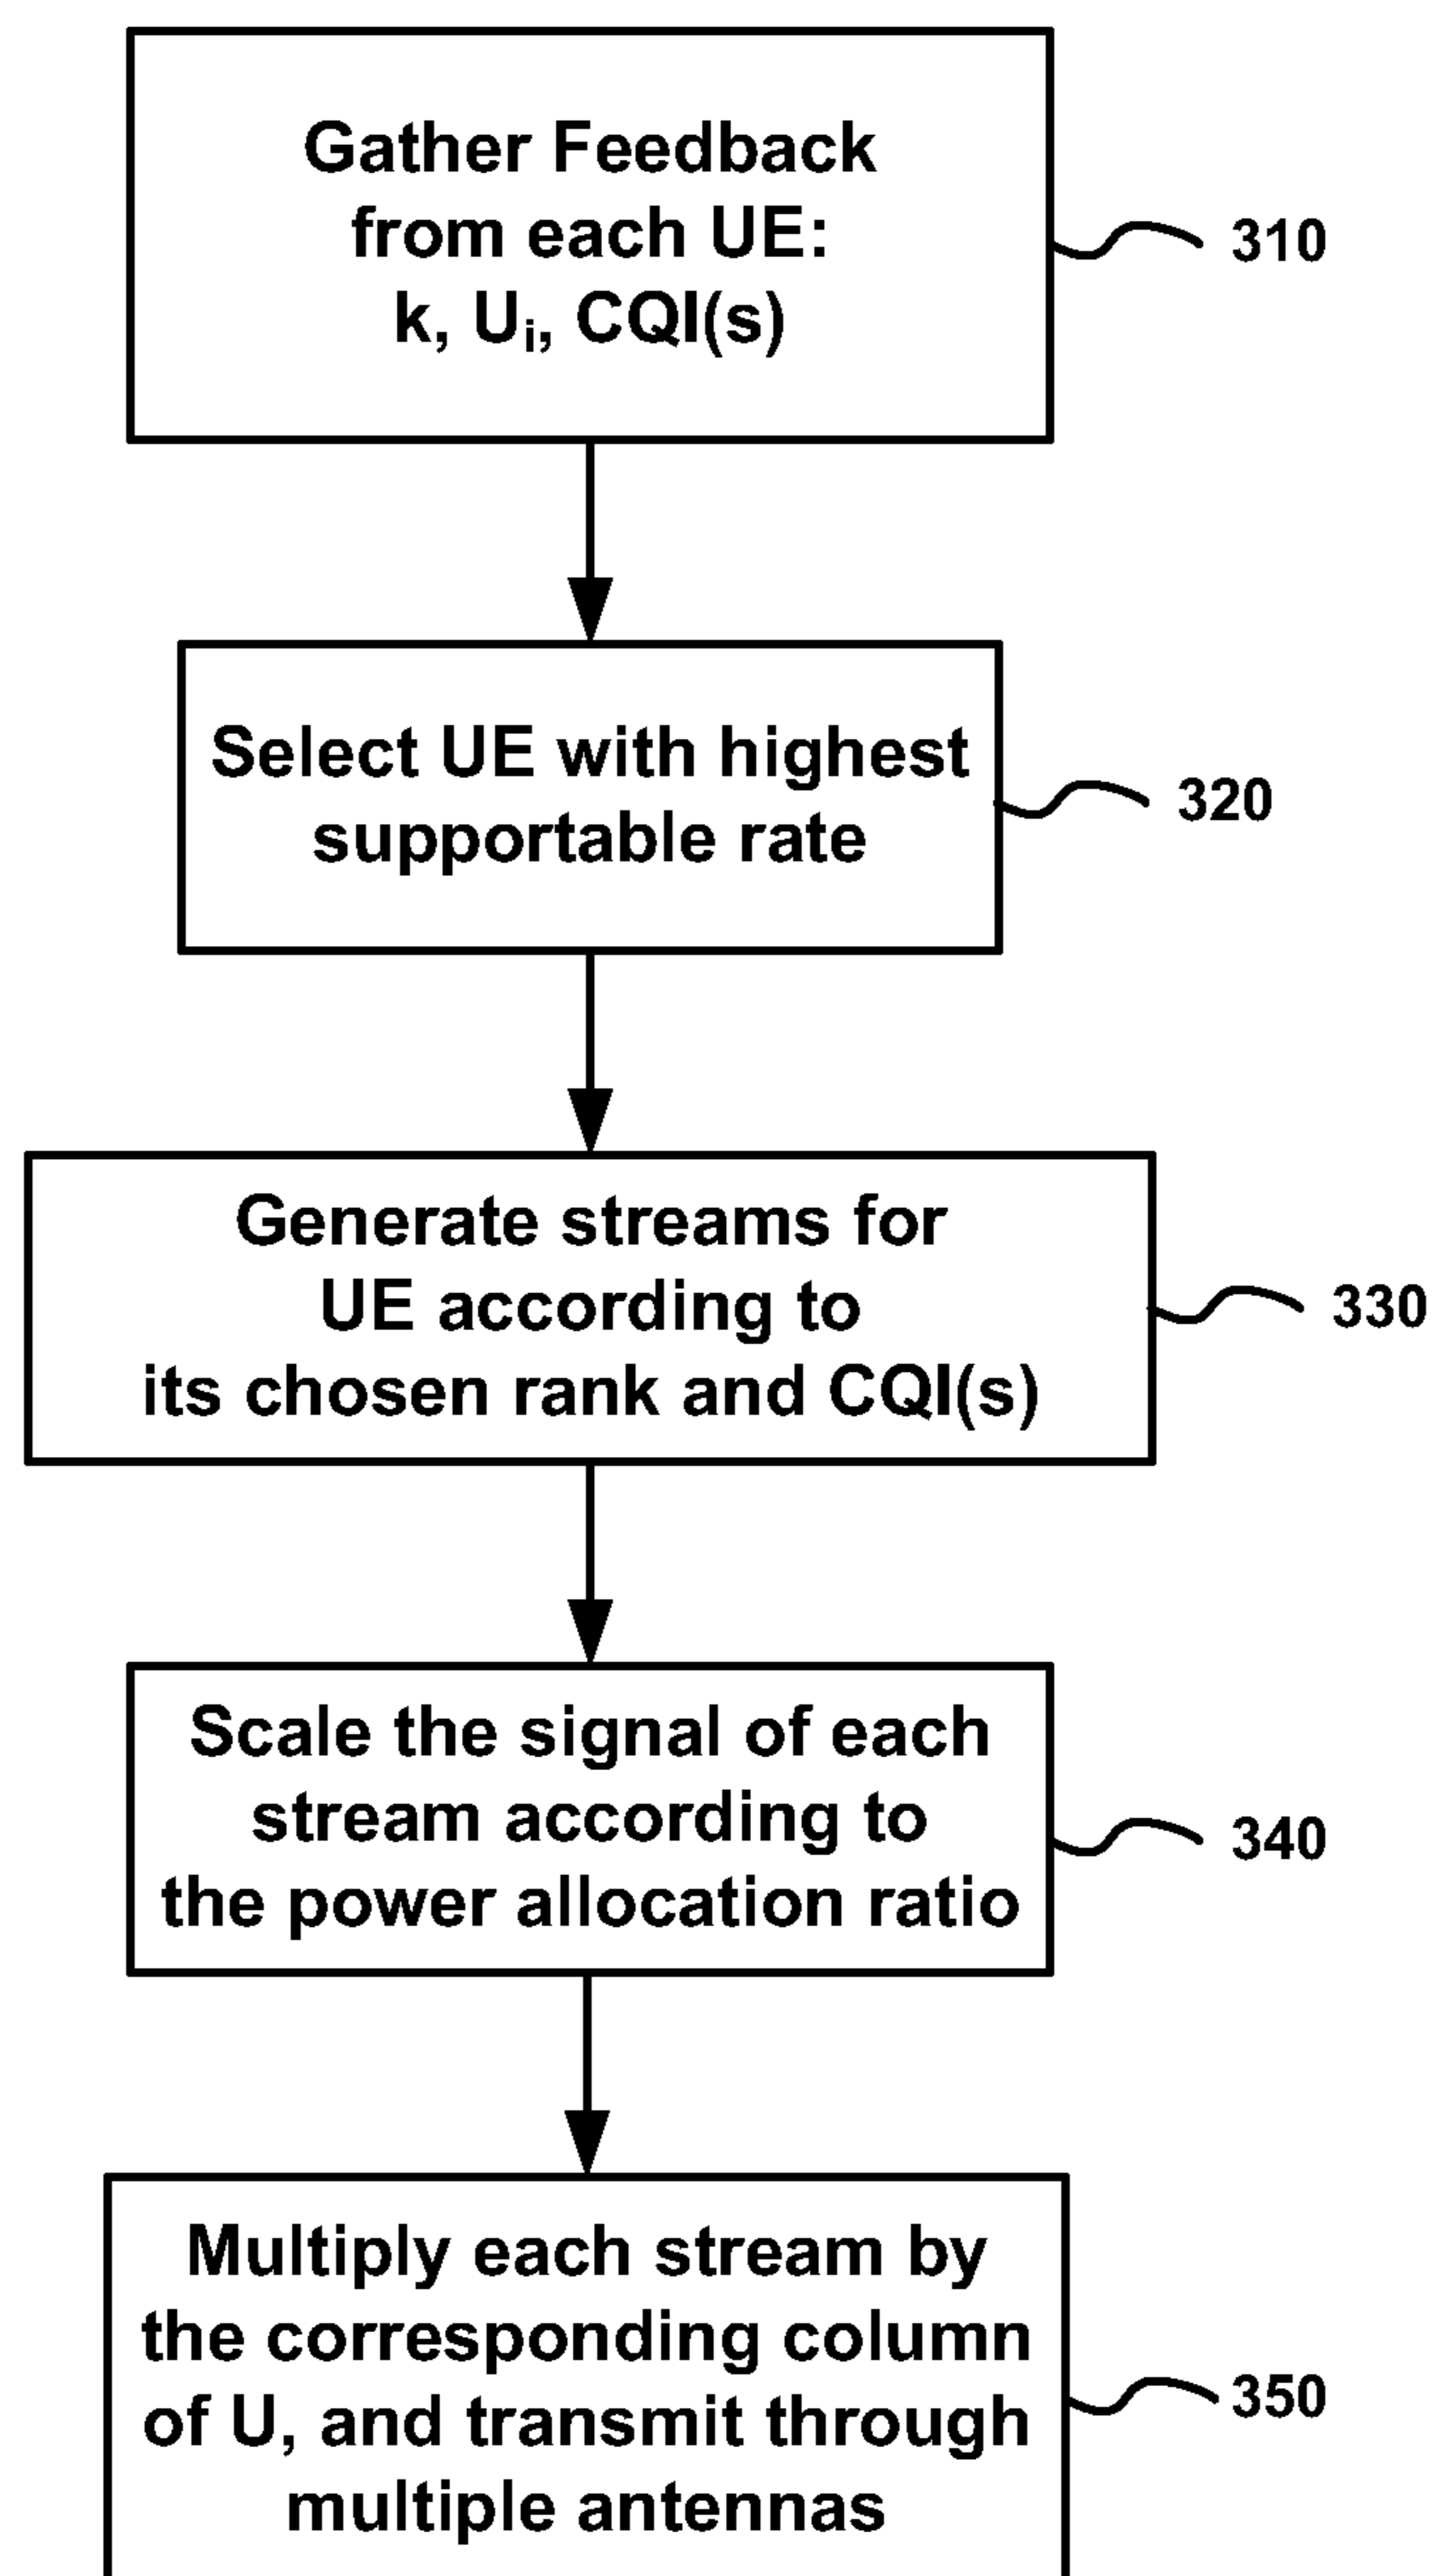 Gather Feedback
from each UE:
k, Uᵢ, CQI(s)
310
Select UE with highest
supportable rate
320
Generate streams for
UE according to
its chosen rank and CQI(s)
330
Scale the signal of each
stream according to
the power allocation ratio
340
Multiply each stream by
the corresponding column
of U, and transmit through
multiple antennas
350